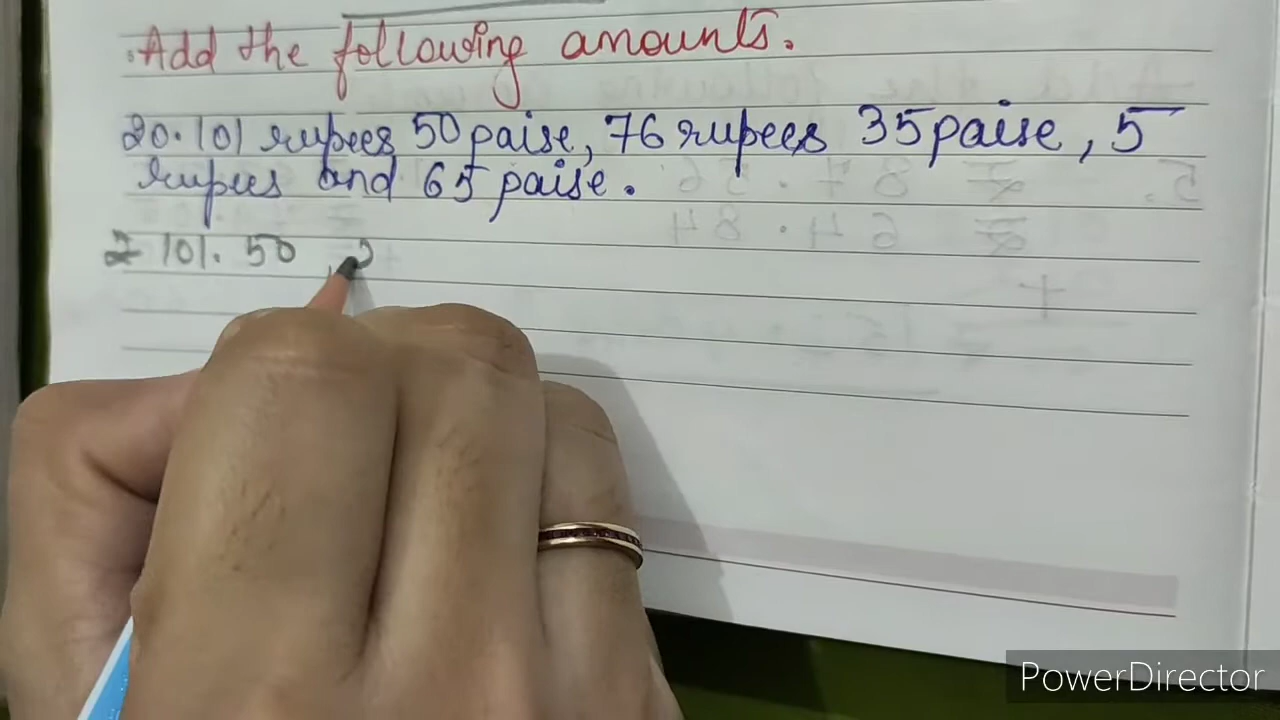 Add the following amounts.
20. 101 rupees 50 paise, 76 rupees 35 paise, 5
rupees and 65 paise.
₹ 101. 50
PowerDirector